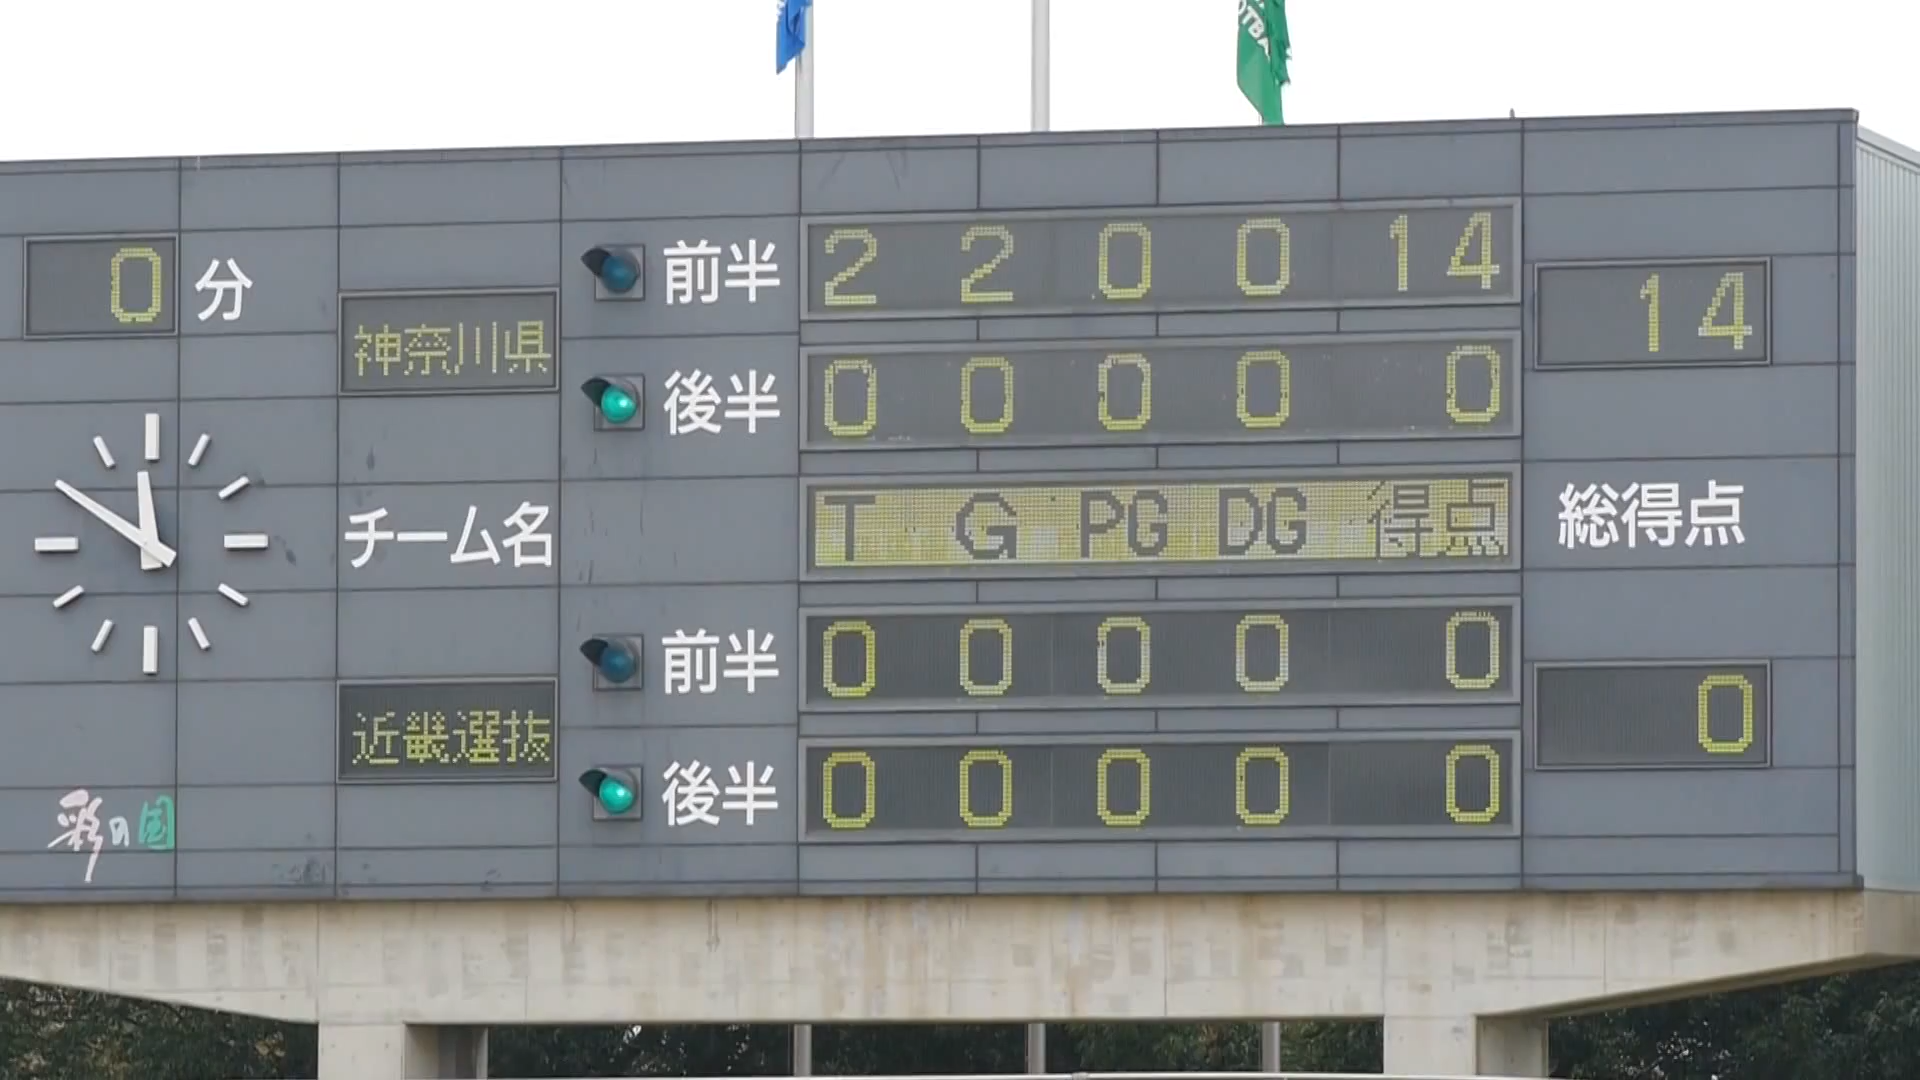 OTBA
前半 2 2 0 0 14
0分
神奈川県
14
後半 0 0 0 0 0
チーム名
T G PG DG 得点
総得点
前半 0 0 0 0 0
近畿選抜
0
後半 0 0 0 0 0
彩の国